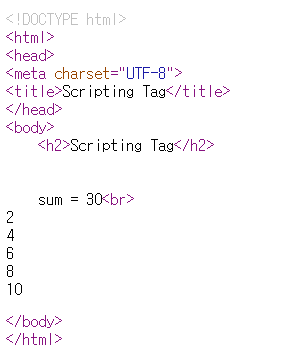 <!DOCTYPE html>
<html>
<head>
<meta charset="UTF-8">
<title>Scripting Tag</title>
</head>
<body>
<h2>Scripting Tag</h2>
sum = 30<br>
2
4
6
8
10
</body>
</html>